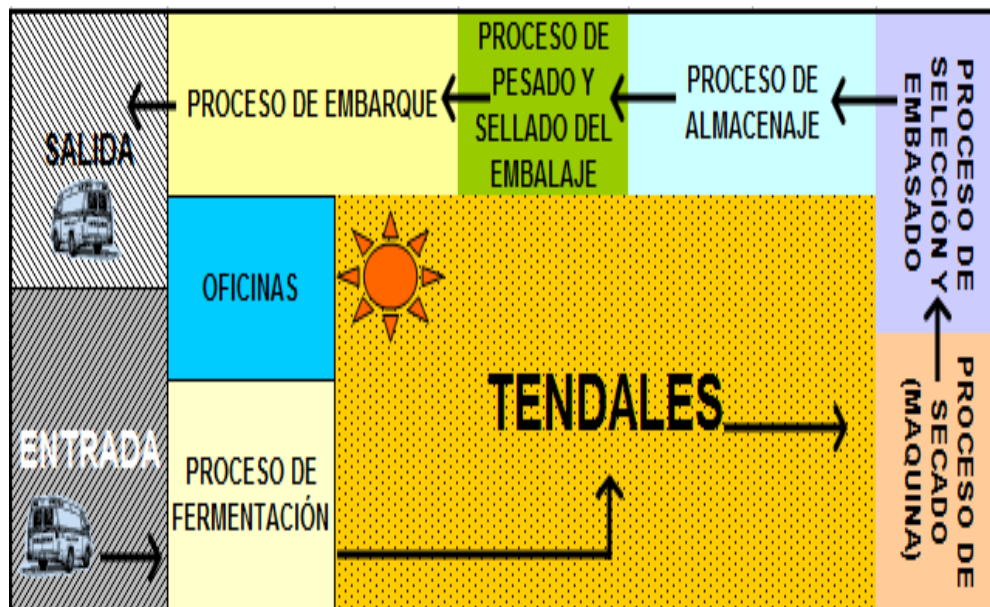 PROCESO DE EMBARQUE
PROCESO DE
PESADO Y
SELLADO DEL
EMBALAJE
PROCESO DE
ALMACENAJE
PROCESO DE
SELECCIÓN Y
EMBASADO
SALIDA
OFICINAS
TENDALES
ENTRADA
PROCESO DE
FERMENTACIÓN
PROCESO DE
SECADO
(MAQUINA)